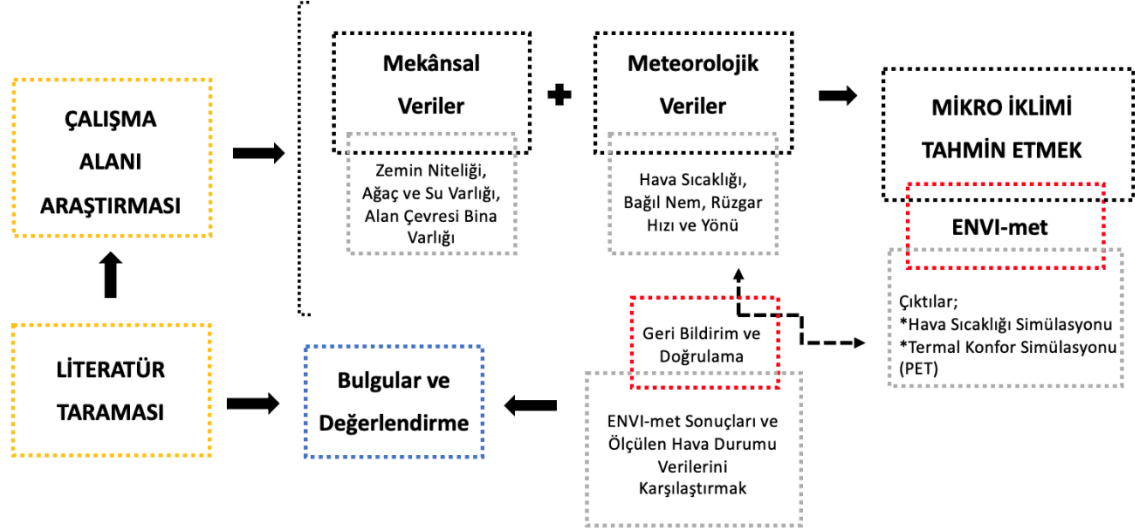 ÇALIŞMA
ALANI
ARAŞTIRMASI
LİTERATÜR
TARAMASI
Mekânsal
Veriler
Zemin Niteliği,
Ağaç ve Su Varlığı,
Alan Çevresi Bina
Varlığı
Meteorolojik
Veriler
Hava Sıcaklığı,
Bağıl Nem, Rüzgar
Hızı ve Yönü
MİKRO İKLİMİ
TAHMİN ETMEK
ENVI-met
Çıktılar;
*Hava Sıcaklığı Simülasyonu
*Termal Konfor Simülasyonu
(PET)
Geri Bildirim ve
Doğrulama
ENVI-met Sonuçları ve
Ölçülen Hava Durumu
Verilerini
Karşılaştırmak
Bulgular ve
Değerlendirme